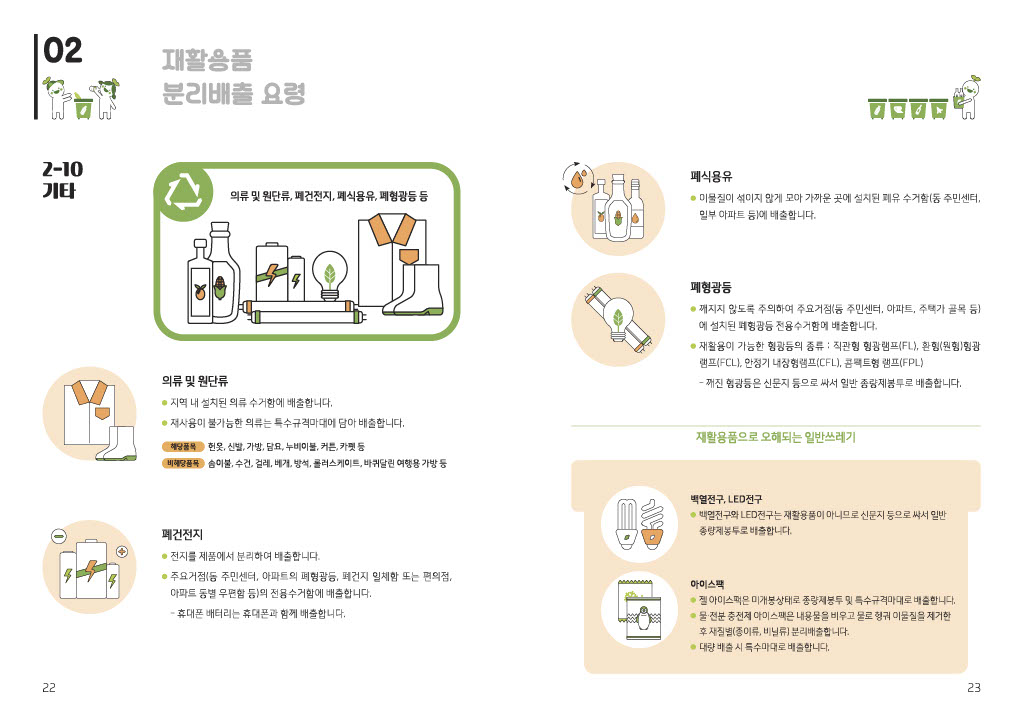 02
재활용품
분리배출 요령
2-10
기타
의류 및 원단류, 폐건전지, 폐식용유, 폐형광등 등
의류 및 원단류
지역 내 설치된 의류 수거함에 배출합니다.
재사용이 불가능한 의류는 특수규격마대에 담아 배출합니다.
해당품목 헌옷, 신발, 가방, 담요, 누비이불, 커튼, 카펫 등
비해당품목 솜이불, 수건, 걸레, 베개, 방석, 롤러스케이트, 바퀴달린 여행용 가방 등
폐건전지
전지를 제품에서 분리하여 배출합니다.
주요거점(동 주민센터, 아파트의 폐형광등, 폐건지 일체함 또는 편의점,
아파트 동별 우편함 등)의 전용수거함에 배출합니다.
- 휴대폰 배터리는 휴대폰과 함께 배출합니다.
22
폐식용유
이물질이 섞이지 않게 모아 가까운 곳에 설치된 폐유 수거함(동 주민센터,
일부 아파트 등)에 배출합니다.
폐형광등
깨지지 않도록 주의하여 주요거점(동 주민센터, 아파트, 주택가 골목 등)
에 설치된 폐형광등 전용수거함에 배출합니다.
재활용이 가능한 형광등의 종류 : 직관형 형광램프(FL), 환형(원형)형광
램프(FCL), 안정기 내장형램프(CFL), 콤팩트형 램프(FPL)
- 깨진 형광등은 신문지 등으로 싸서 일반 종량제봉투로 배출합니다.
재활용품으로 오해되는 일반쓰레기
백열전구, LED전구
백열전구와 LED전구는 재활용품이 아니므로 신문지 등으로 싸서 일반
종량제봉투로 배출합니다.
아이스팩
젤 아이스팩은 미개봉상태로 종량제봉투 및 특수규격마대로 배출합니다.
물·전분 충전제 아이스팩은 내용물을 비우고 물로 헹궈 이물질을 제거한
후 재질별(종이류, 비닐류) 분리배출합니다.
대량 배출 시 특수마대로 배출합니다.
23